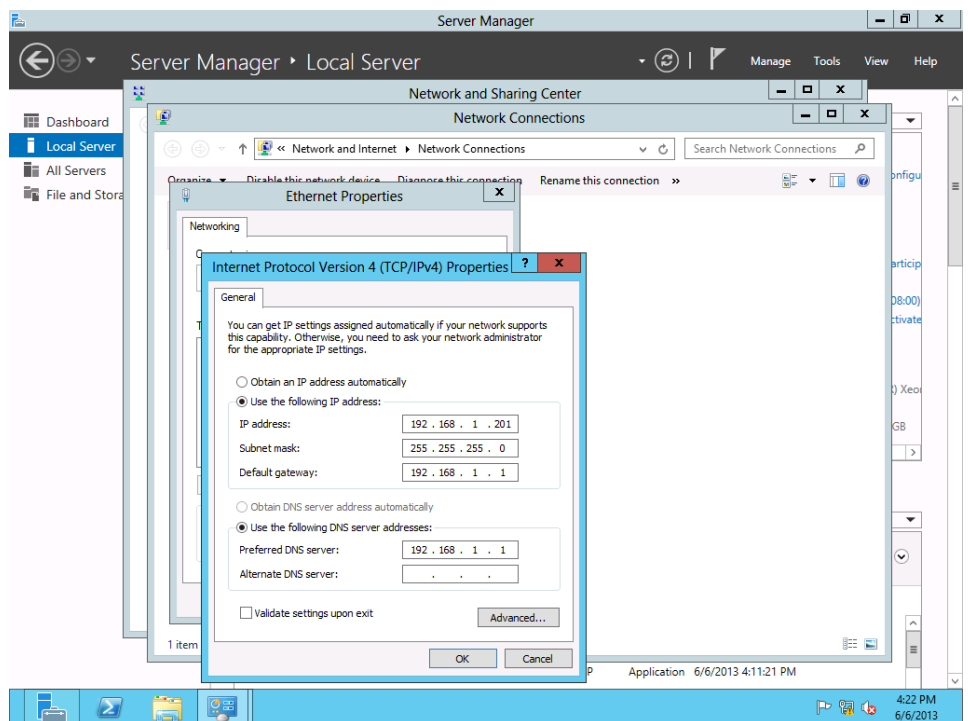 Server Manager
Server Manager ‣ Local Server
Manage Tools View Help
Network and Sharing Center
Network Connections
Dashboard
Local Server
All Servers
File and Stora
« Network and Internet ▸ Network Connections
Search Network Connections
Organize Disable this network device Diagnose this connection Rename this connection »
onfigu
Ethernet Properties
Networking
Internet Protocol Version 4 (TCP/IPv4) Properties
articip
General
08:00)
ctivate
You can get IP settings assigned automatically if your network supports
this capability. Otherwise, you need to ask your network administrator
for the appropriate IP settings.
Obtain an IP address automatically
) Xeo
Use the following IP address:
IP address: 192 . 168 . 1 . 201
GB
Subnet mask: 255 . 255 . 255 . 0
Default gateway: 192 . 168 . 1 . 1
Obtain DNS server address automatically
Use the following DNS server addresses:
Preferred DNS server: 192 . 168 . 1 . 1
Alternate DNS server: . . .
Validate settings upon exit
Advanced...
1 item
OK Cancel
P Application 6/6/2013 4:11:21 PM
4:22 PM
6/6/2013